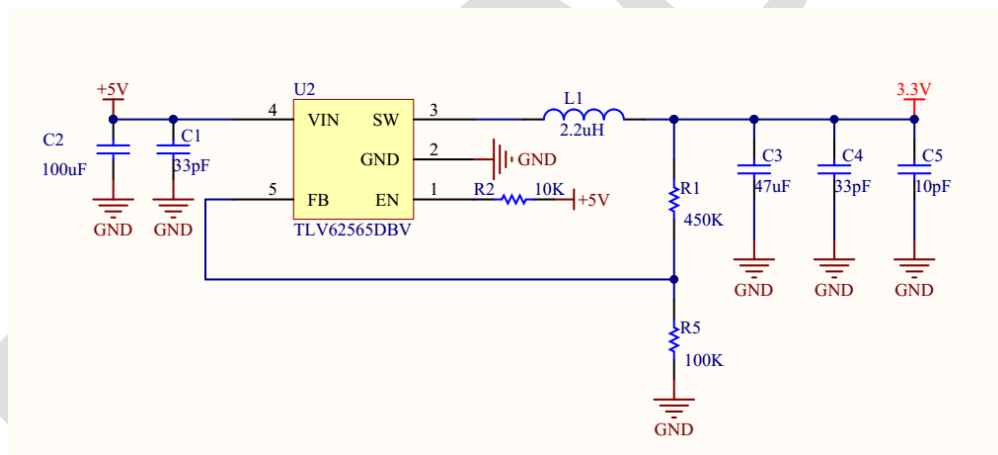 +5V
U2
3.3V
L1
4
VIN
SW
3
C2
100uF
C1
33pF
2.2uH
GND
2
GND
C3
47uF
C4
33pF
C5
10pF
5
FB
EN
1
R2
10K
+5V
R1
450K
GND
GND
TLV62565DBV
GND
GND
GND
R5
100K
GND